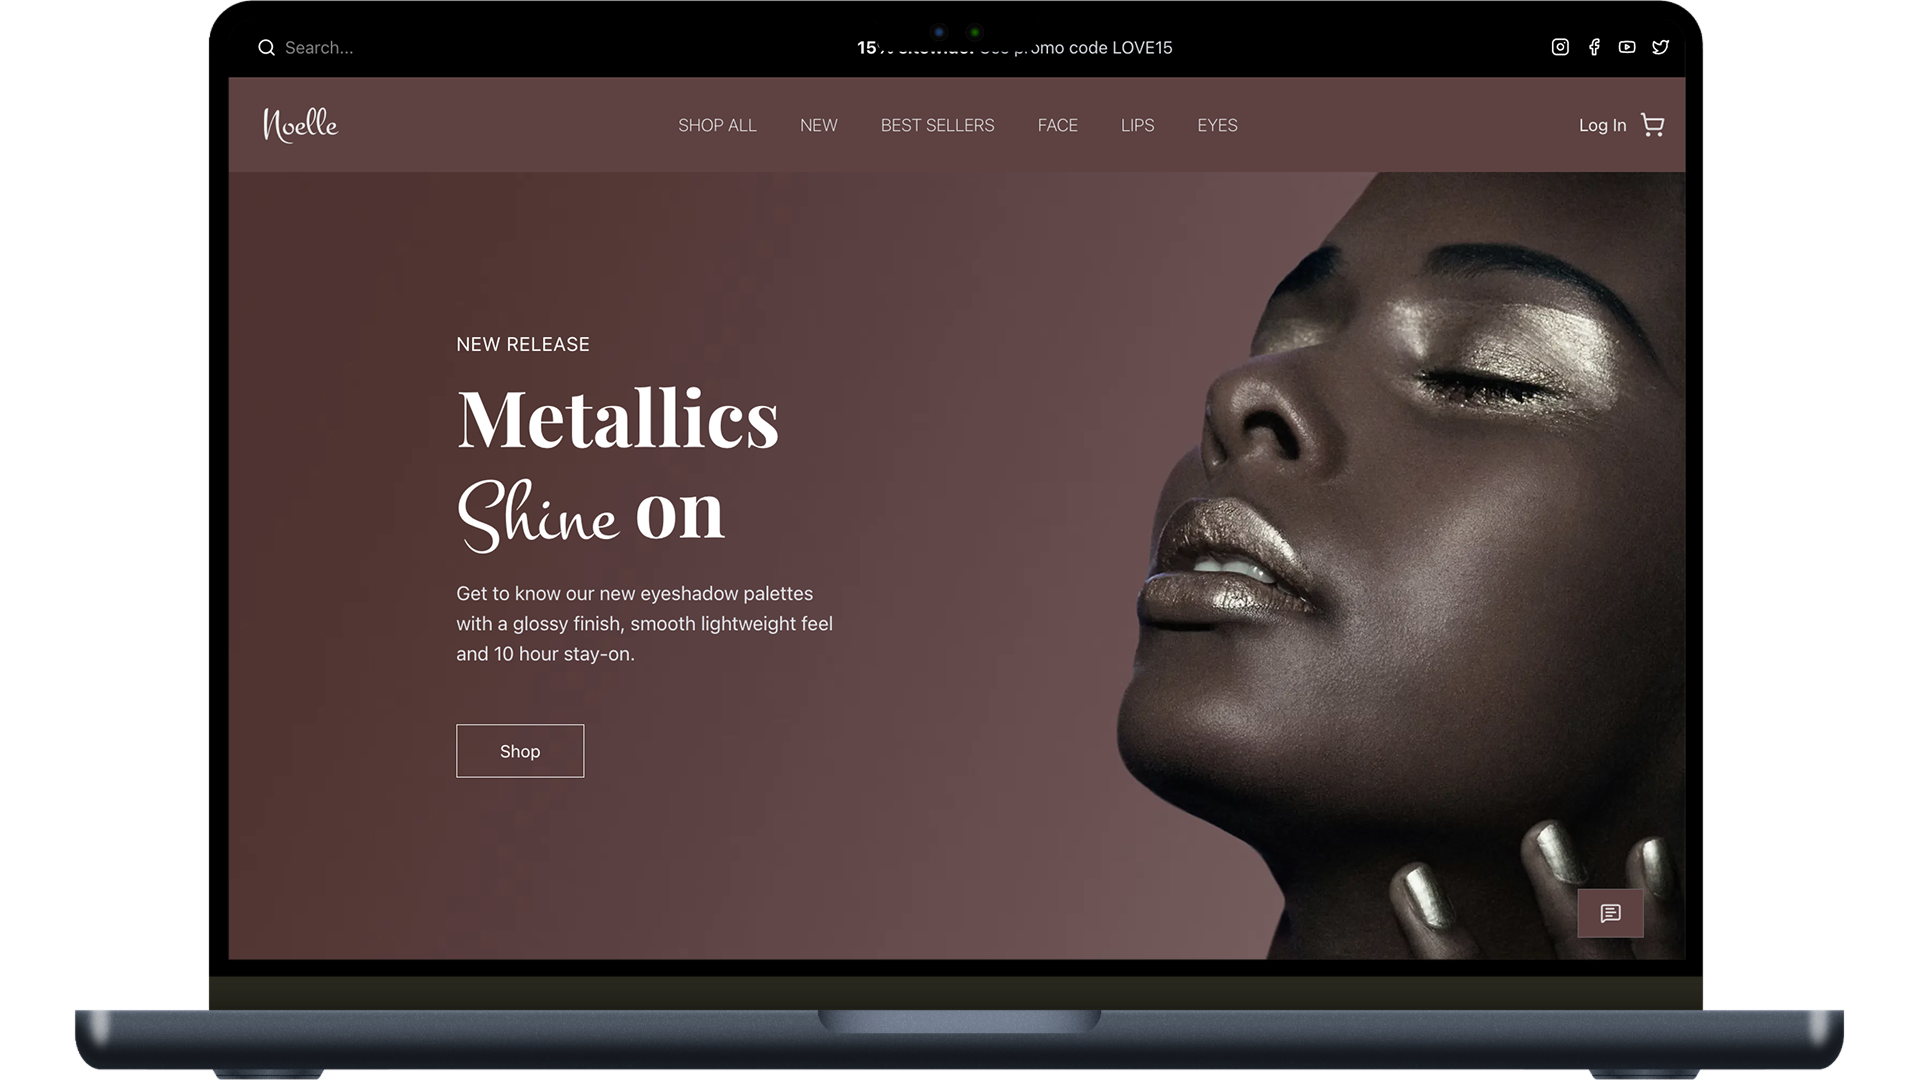 Search...
15% sitewide! Use promo code LOVE15
Noelle
SHOP ALL NEW BEST SELLERS FACE LIPS EYES
Log In
NEW RELEASE
Metallics
Shine on
Get to know our new eyeshadow palettes
with a glossy finish, smooth lightweight feel
and 10 hour stay-on.
Shop